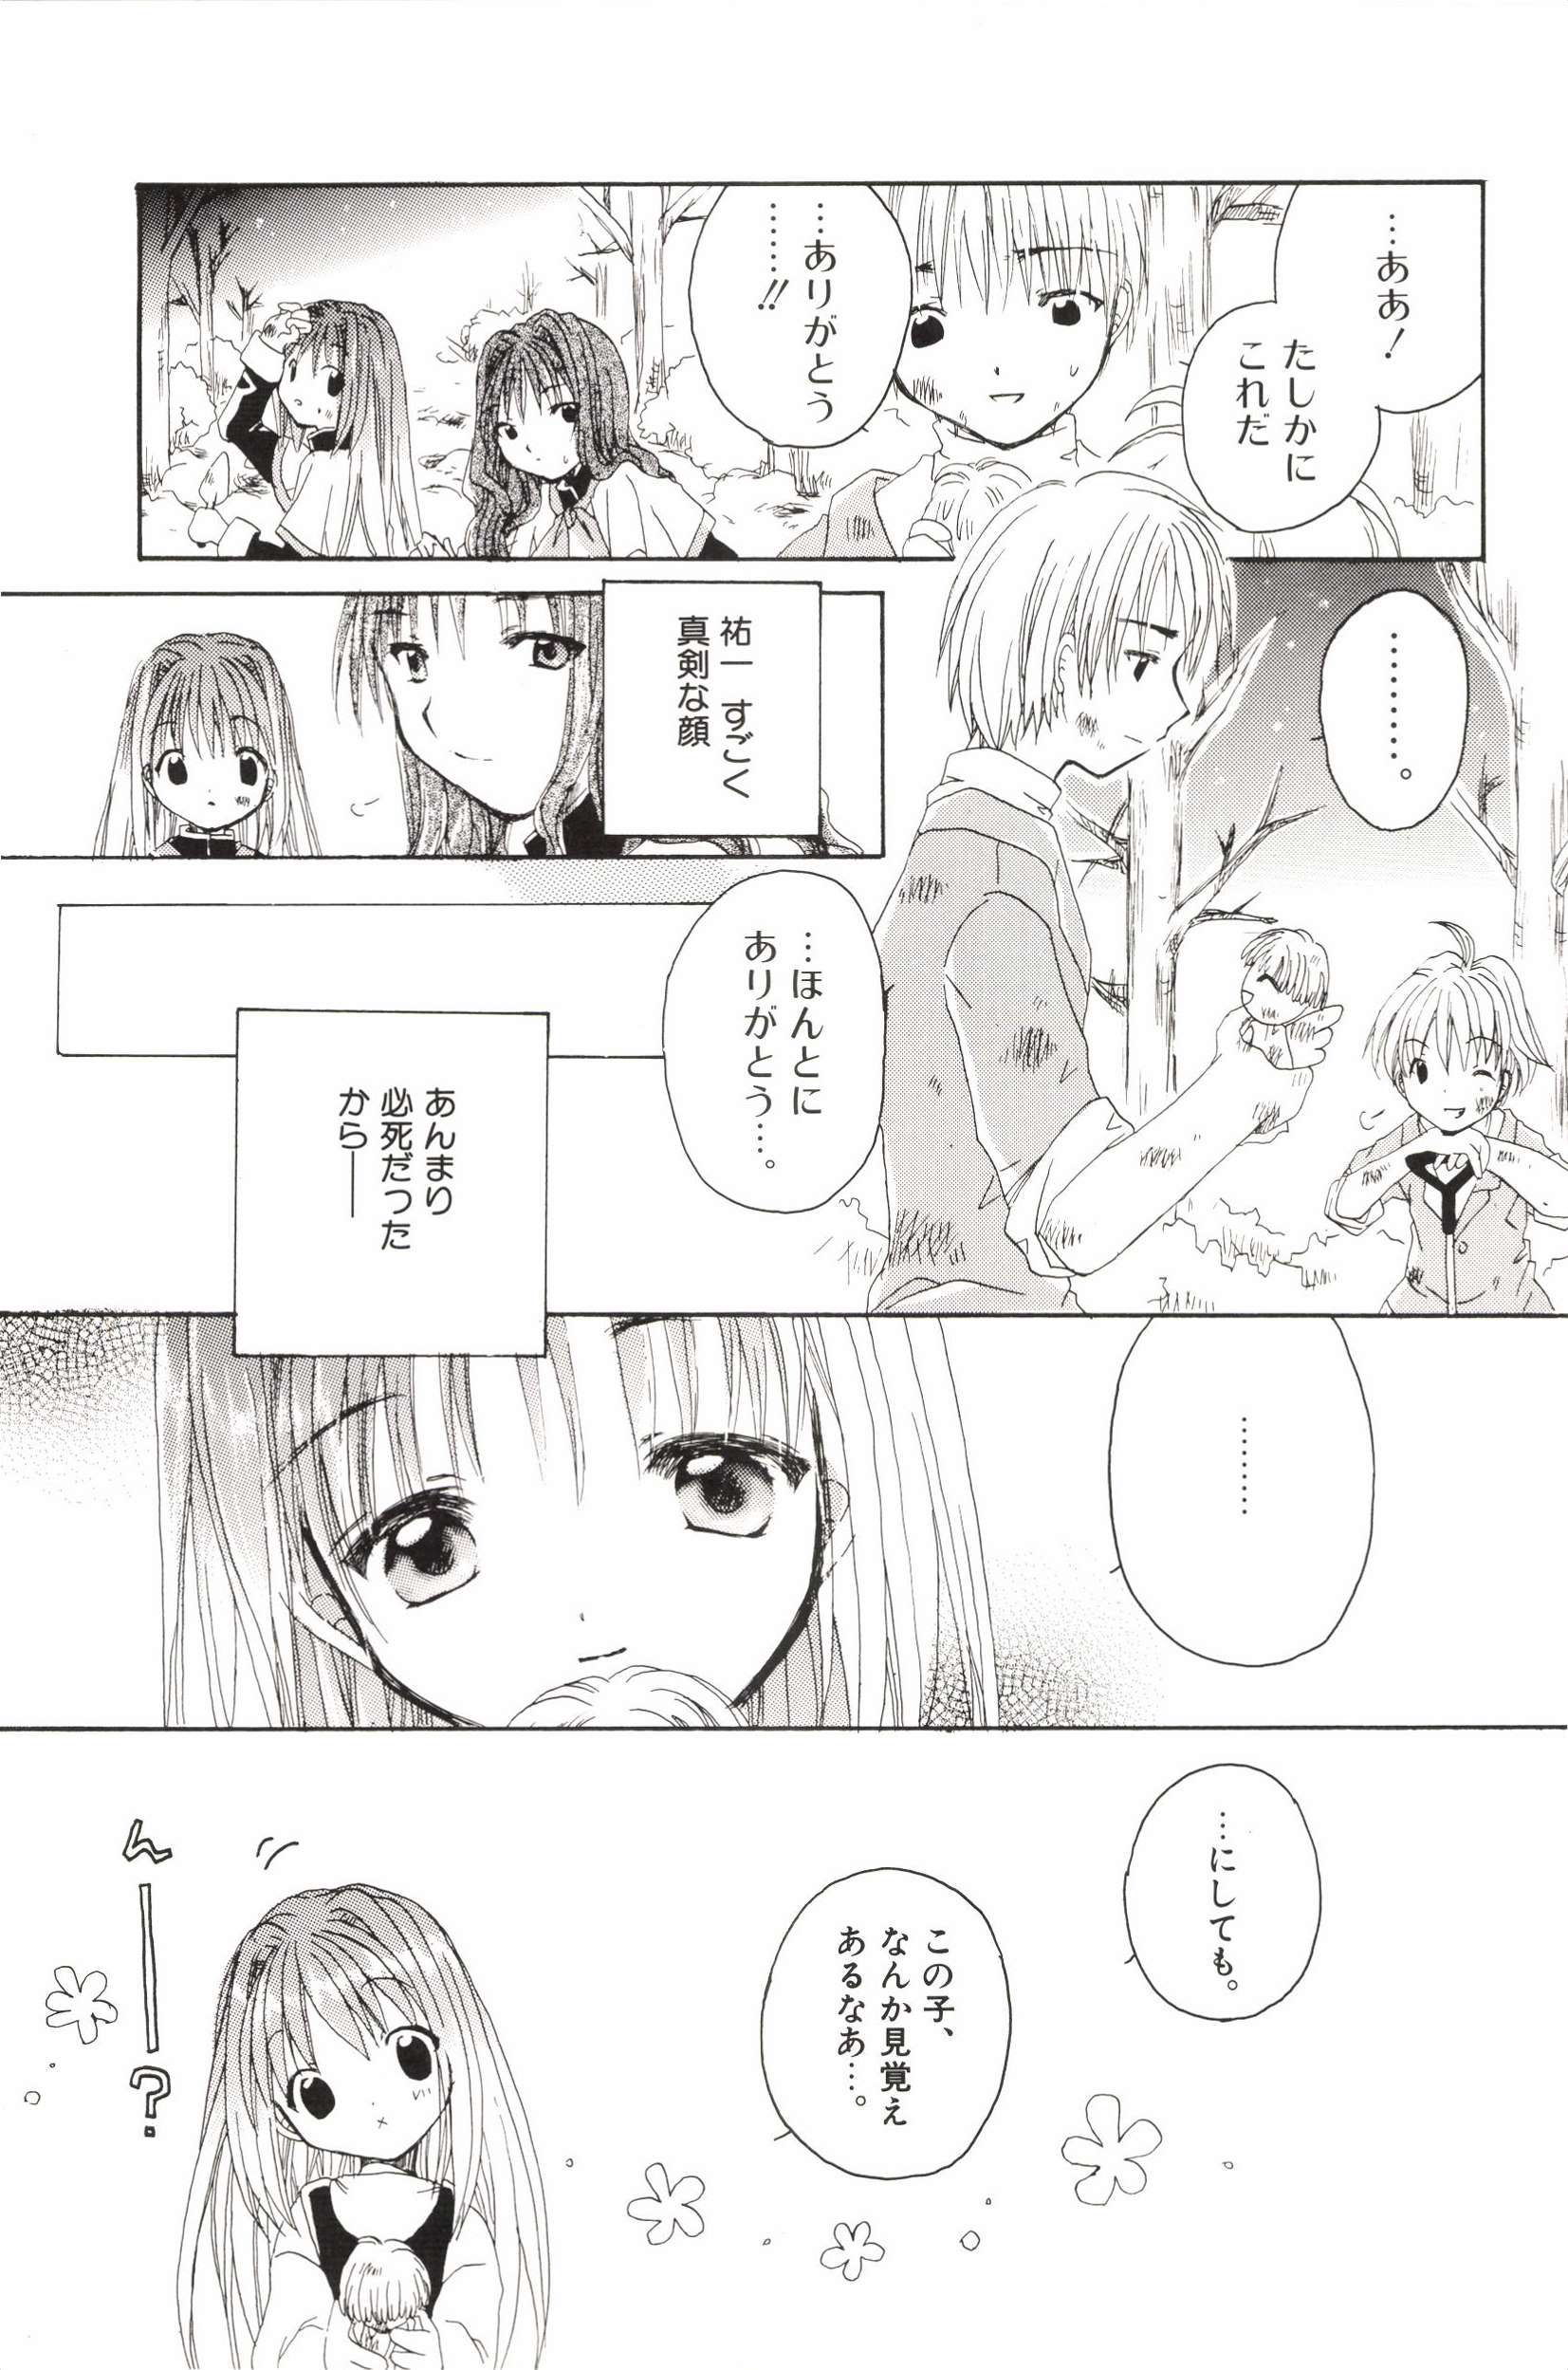 …ああ！
たしかに
これだ
…ありがとう
………!!
…………。
祐一　すごく
真剣な顔
…ほんとに
ありがとう…。
あんまり
必死だった
から──
………
…にしても。
この子、
なんか見覚え
あるなあ…。
んー？